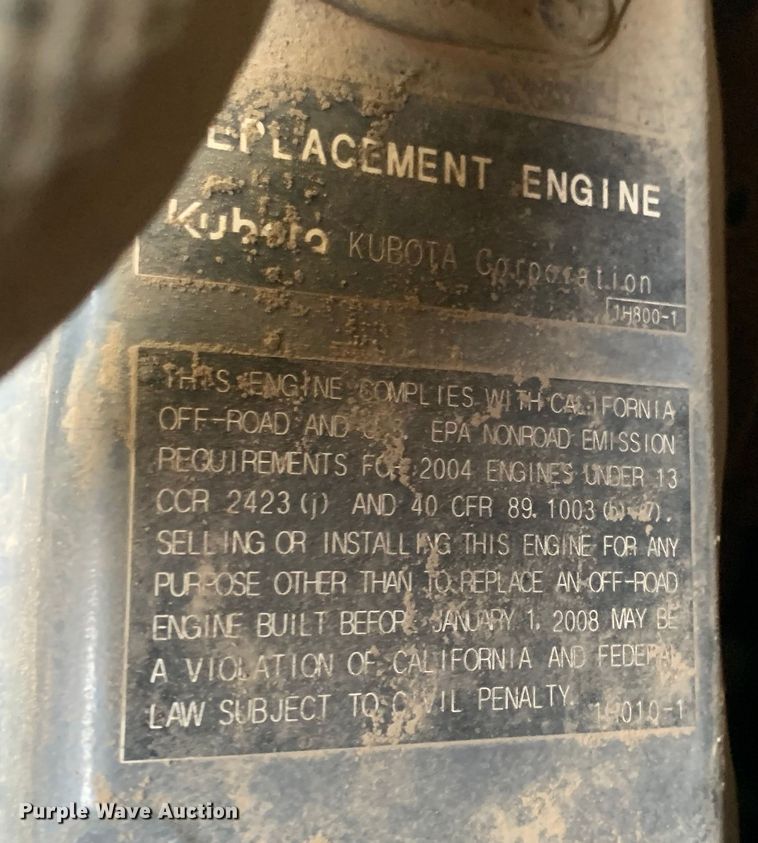 EPLACEMENT ENGINE
Kubota KUBOTA Corporation
1H800-1
THIS ENGINE COMPLIES WITH CALIFORNIA
OFF-ROAD AND EPA NONROAD EMISSION
REQUIREMENTS FOR 2004 ENGINES UNDER 13
CCR 2423 (j) AND 40 CFR 89. 1003
SELLING OR INSTALLING THIS ENGINE FOR ANY
PURPOSE OTHER THAN TO REPLACE AN OFF-ROAD
ENGINE BUILT BEFORE JANUARY 1, 2008 MAY BE
A VIOLATION OF CALIFORNIA AND FEDERAL
LAW SUBJECT TO CIVIL PENALTY.
Purple Wave Auction